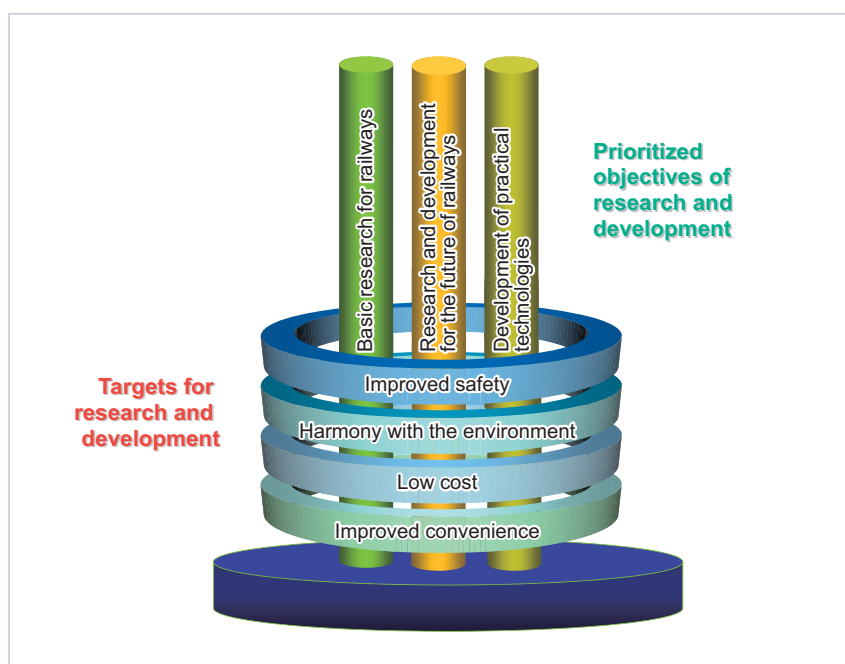 Basic research for railways
Research and development
for the future of railways
Development of practical
technologies
Prioritized
objectives of
research and
development
Targets for
research and
development
Improved safety
Harmony with the environment
Low cost
Improved convenience